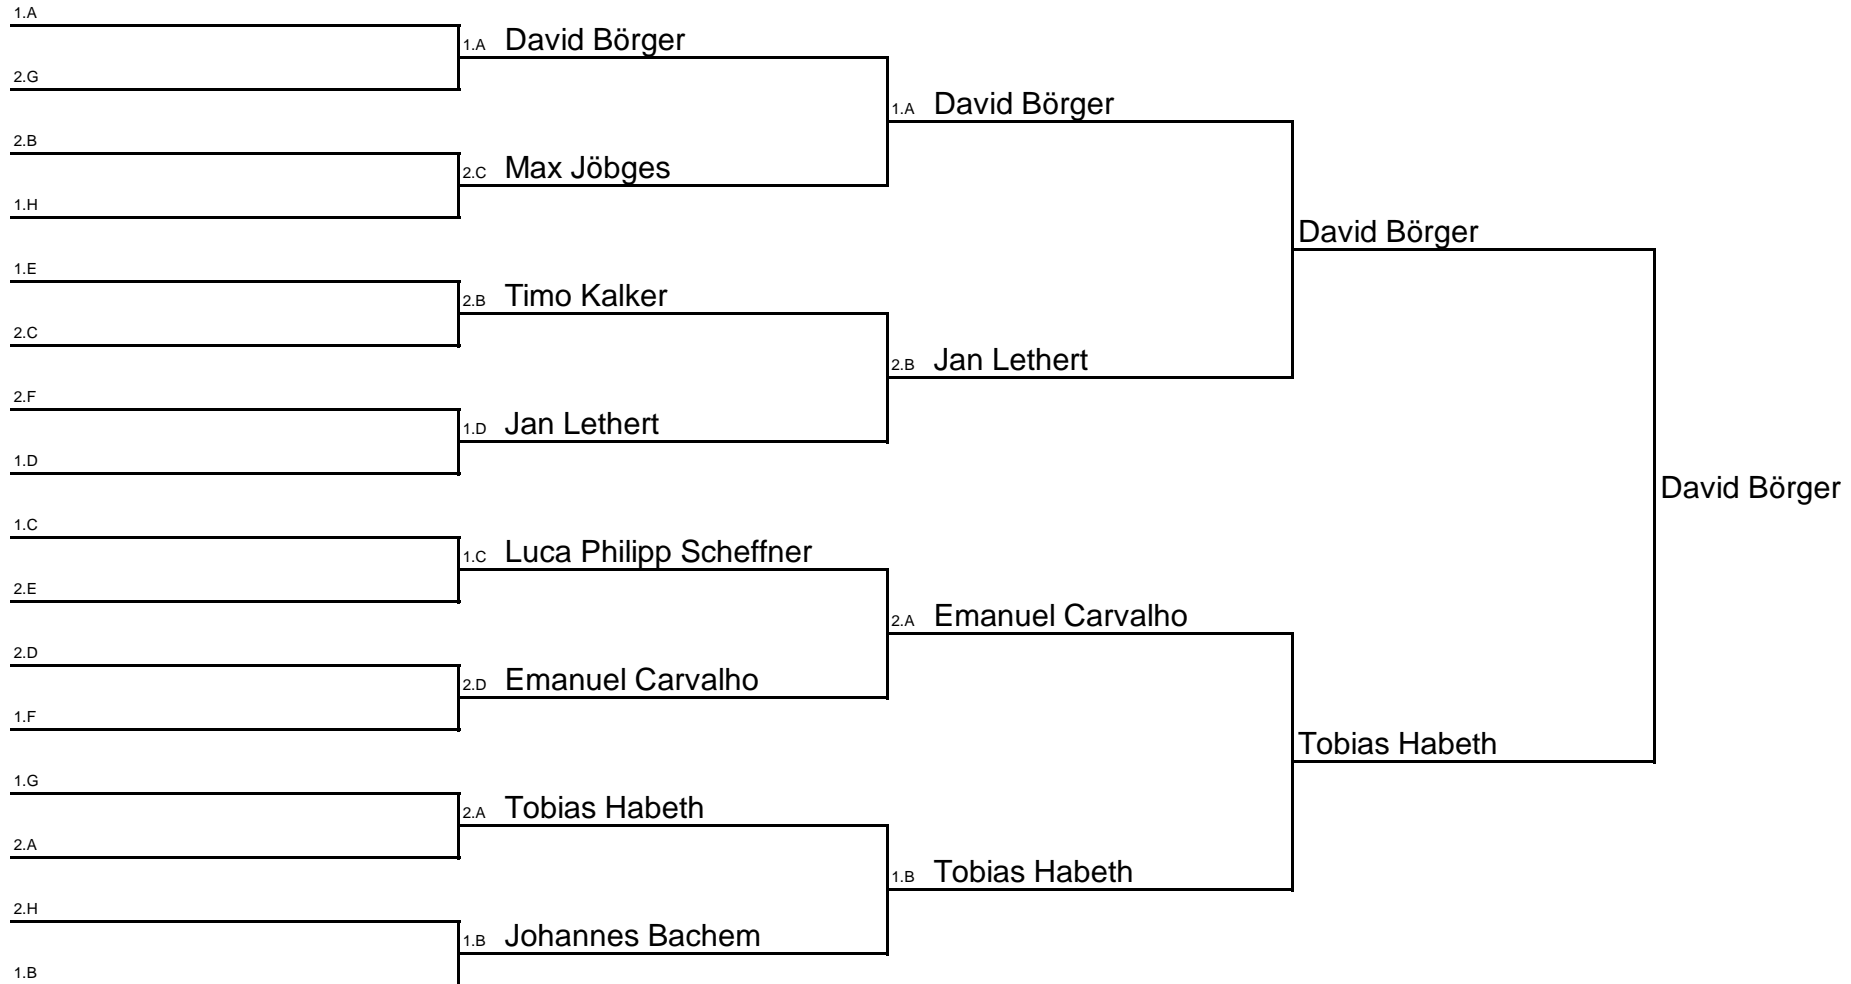 1.A
1.A David Börger
2.G
1.A David Börger
2.B
2.C Max Jöbges
1.H
David Börger
1.E
2.B Timo Kalker
2.C
2.B Jan Lethert
2.F
1.D Jan Lethert
1.D
David Börger
1.C
1.C Luca Philipp Scheffner
2.E
2.A Emanuel Carvalho
2.D
2.D Emanuel Carvalho
1.F
Tobias Habeth
1.G
2.A Tobias Habeth
2.A
1.B Tobias Habeth
2.H
1.B Johannes Bachem
1.B